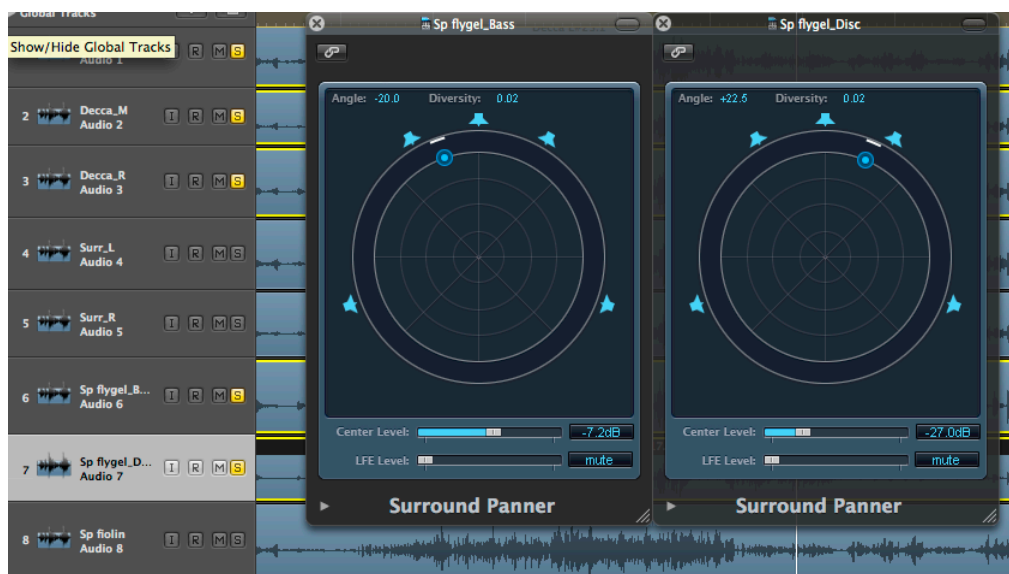 Global Tracks
Show/Hide Global Tracks
R M S
Audio 1
2 Decca_M I R M S
Audio 2
3 Decca_R I R M S
Audio 3
4 Surr_L I R M S
Audio 4
5 Surr_R I R M S
Audio 5
6 Sp flygel_B... I R M S
Audio 6
7 Sp flygel_D... I R M S
Audio 7
8 Sp fiolin I R M S
Audio 8
Sp flygel_Bass
Angle: -20.0 Diversity: 0.02
Center Level: -7.2dB
LFE Level: mute
Surround Panner
Sp flygel_Disc
Angle: +22.5 Diversity: 0.02
Center Level: -27.0dB
LFE Level: mute
Surround Panner